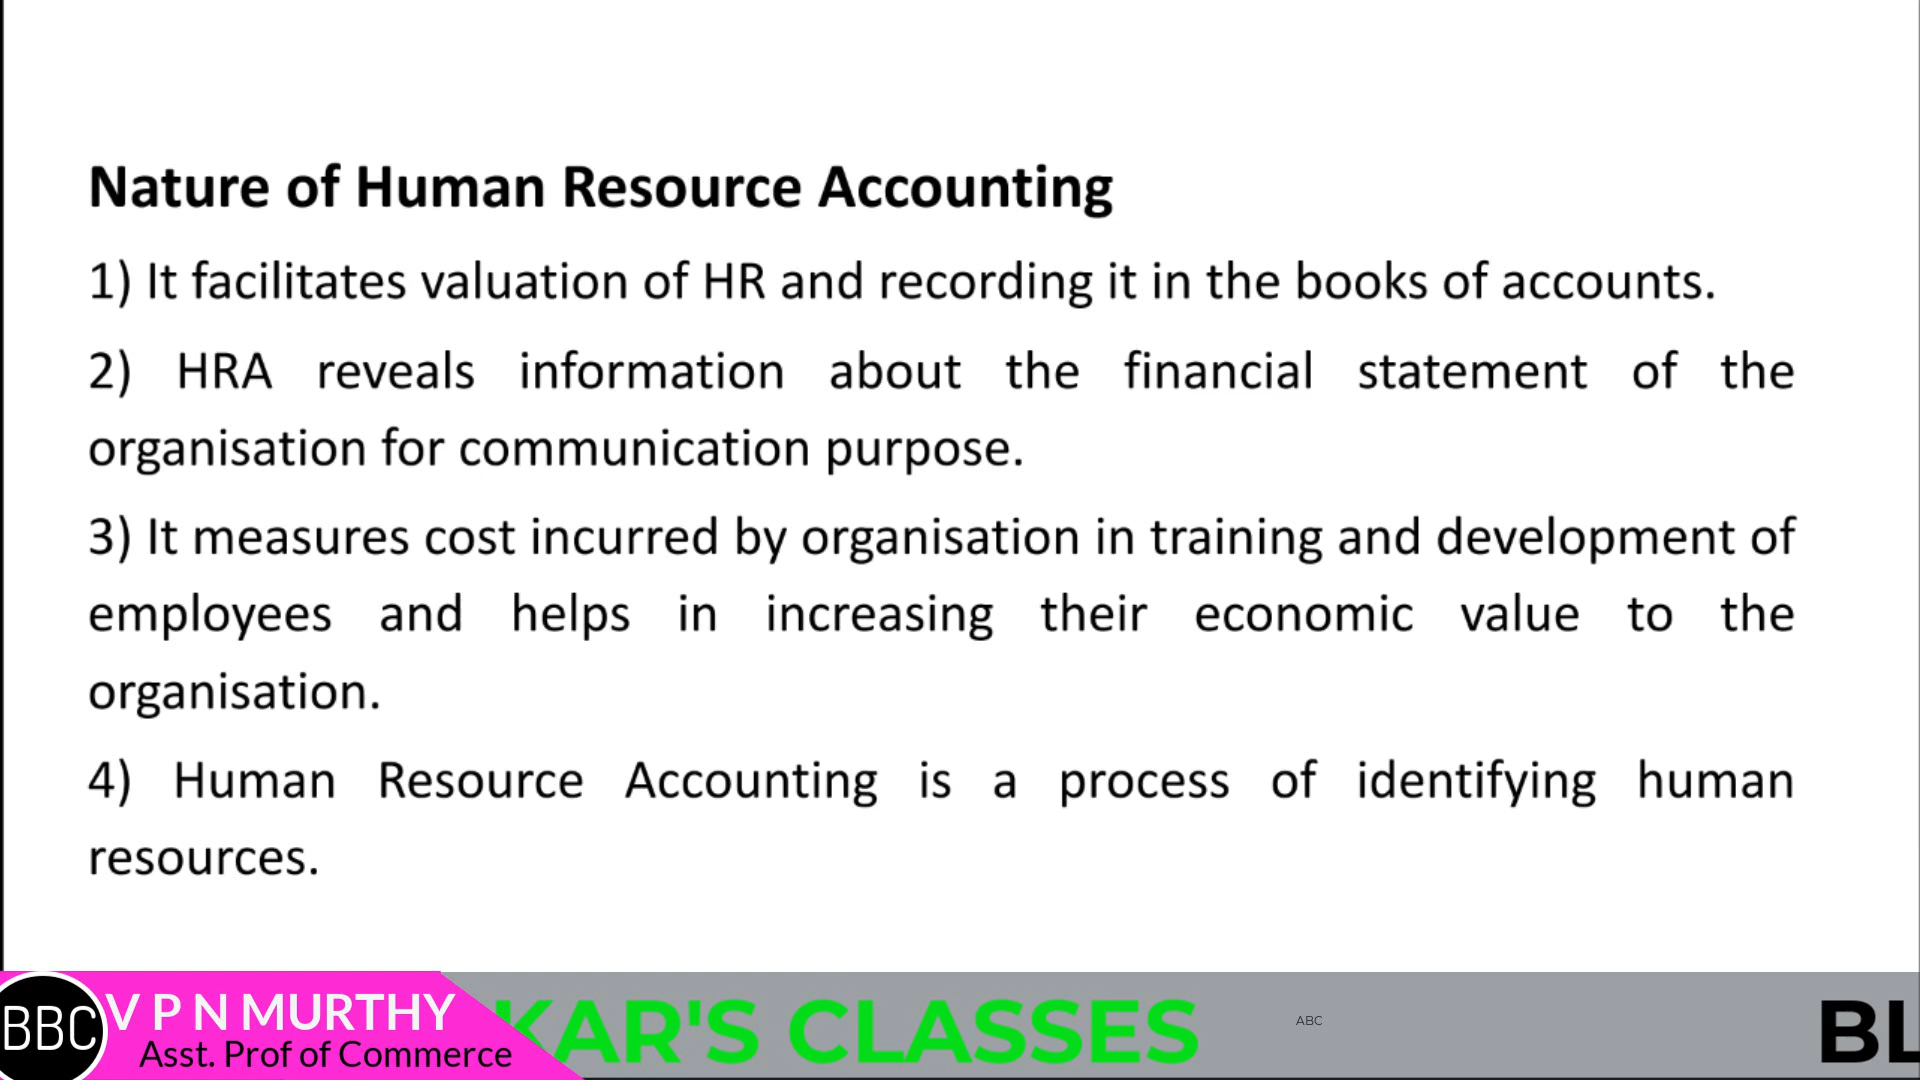 Nature of Human Resource Accounting
1) It facilitates valuation of HR and recording it in the books of accounts.
2) HRA reveals information about the financial statement of the
organisation for communication purpose.
3) It measures cost incurred by organisation in training and development of
employees and helps in increasing their economic value to the
organisation.
4) Human Resource Accounting is a process of identifying human
resources.
BBC
V P N MURTHY
Asst. Prof of Commerce
KAR'S CLASSES
ABC
BL